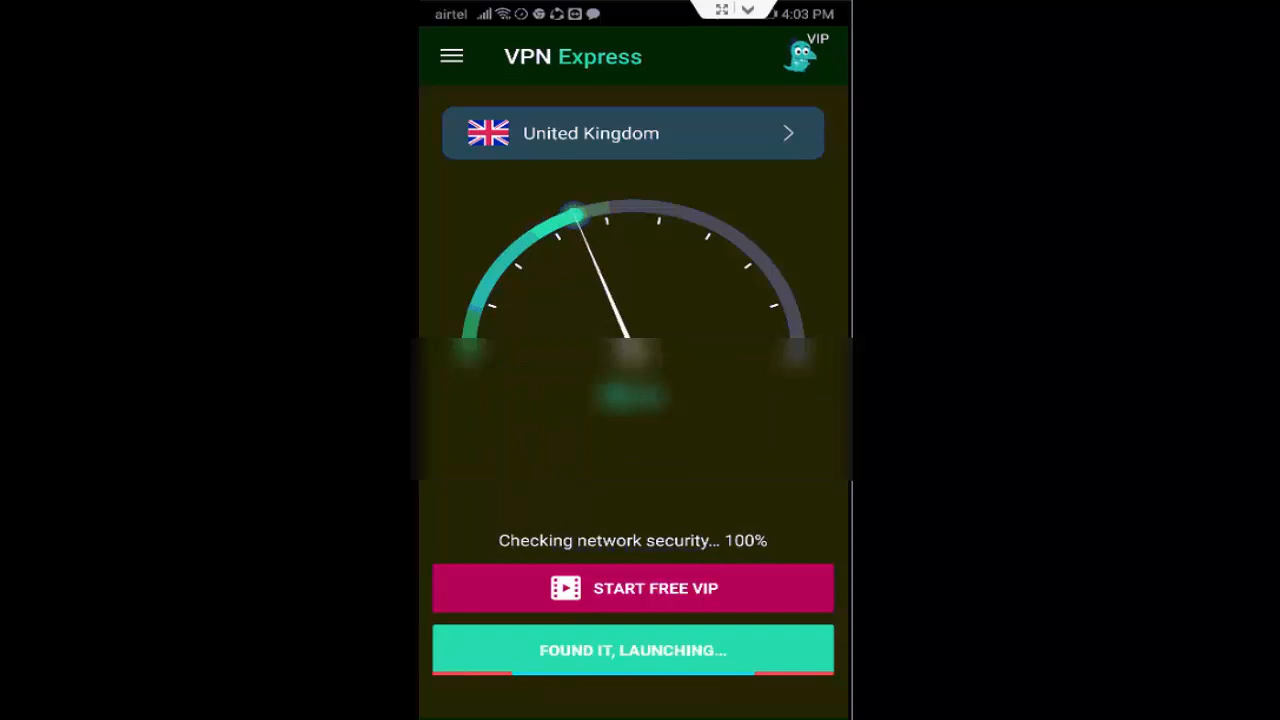 airtel 4:03 PM
VPN Express VIP
United Kingdom
Checking network security... 100%
START FREE VIP
FOUND IT, LAUNCHING...